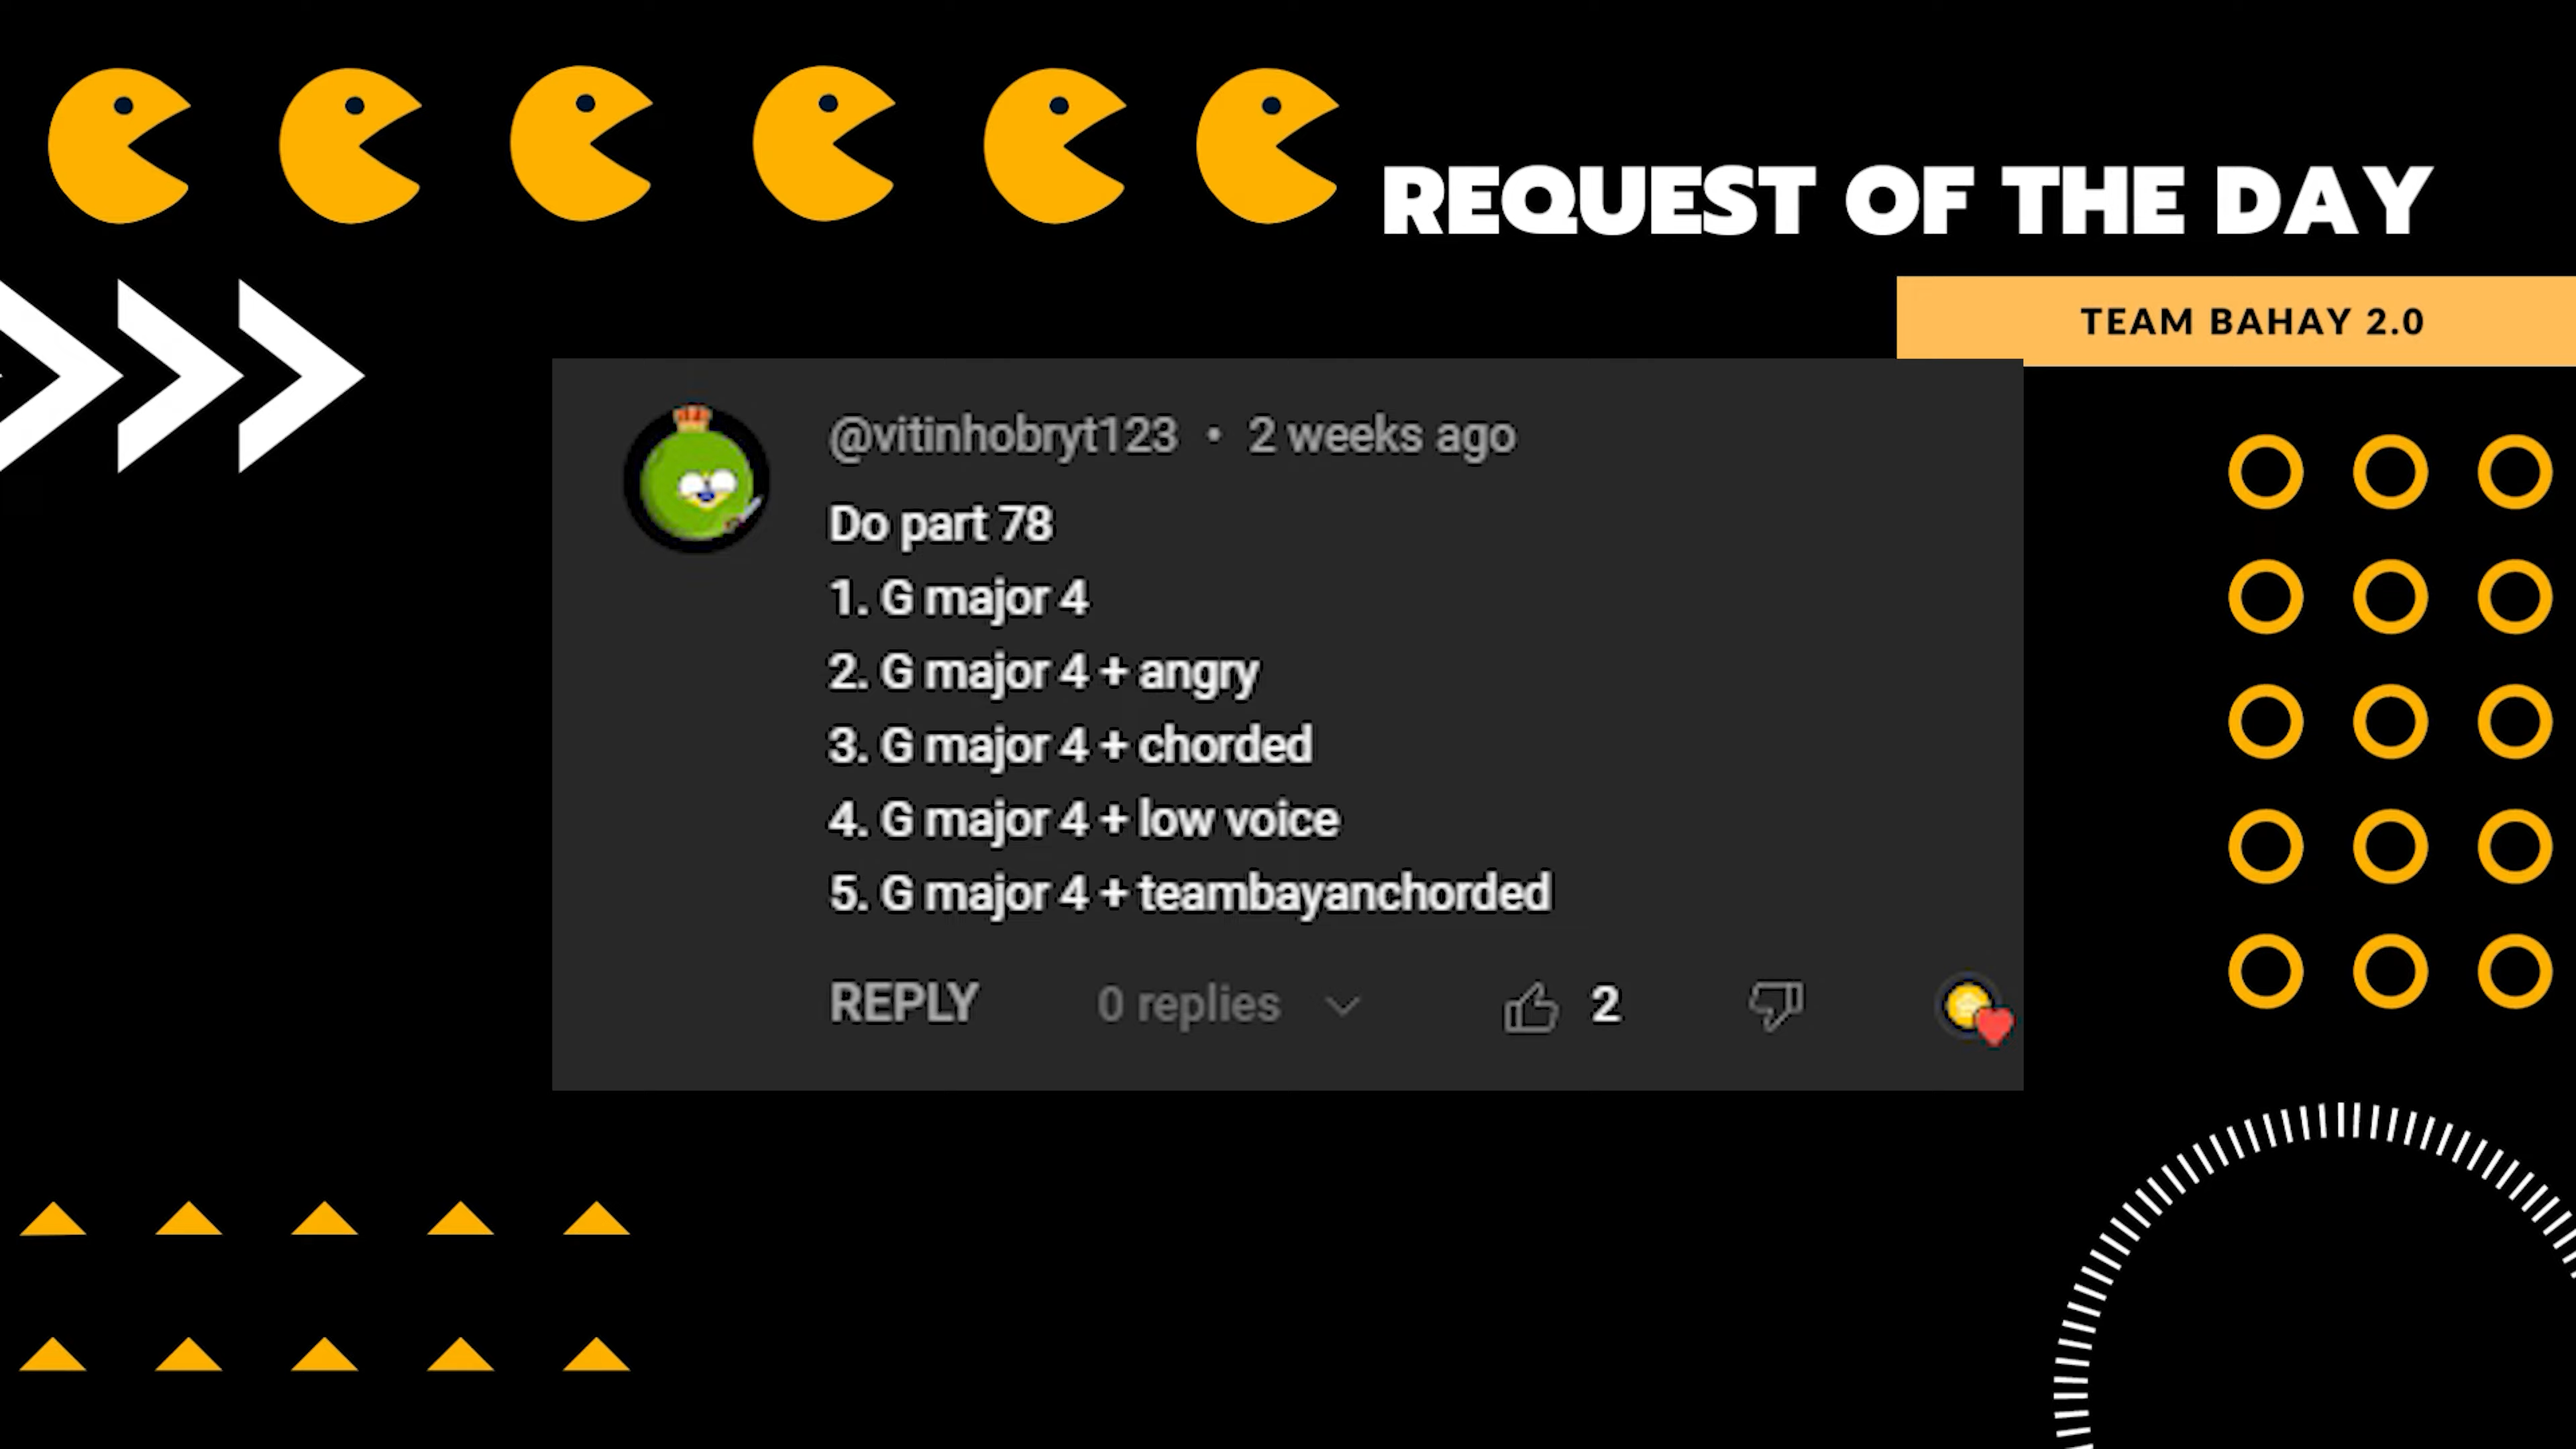 REQUEST OF THE DAY
TEAM BAHAY 2.0
@vitinhobryt123 • 2 weeks ago
Do part 78
1. G major 4
2. G major 4 + angry
3. G major 4 + chorded
4. G major 4 + low voice
5. G major 4 + teambayanchorded
REPLY 0 replies 2